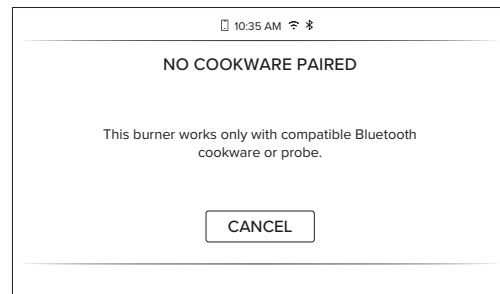 10:35 AM
NO COOKWARE PAIRED
This burner works only with compatible Bluetooth
cookware or probe.
CANCEL